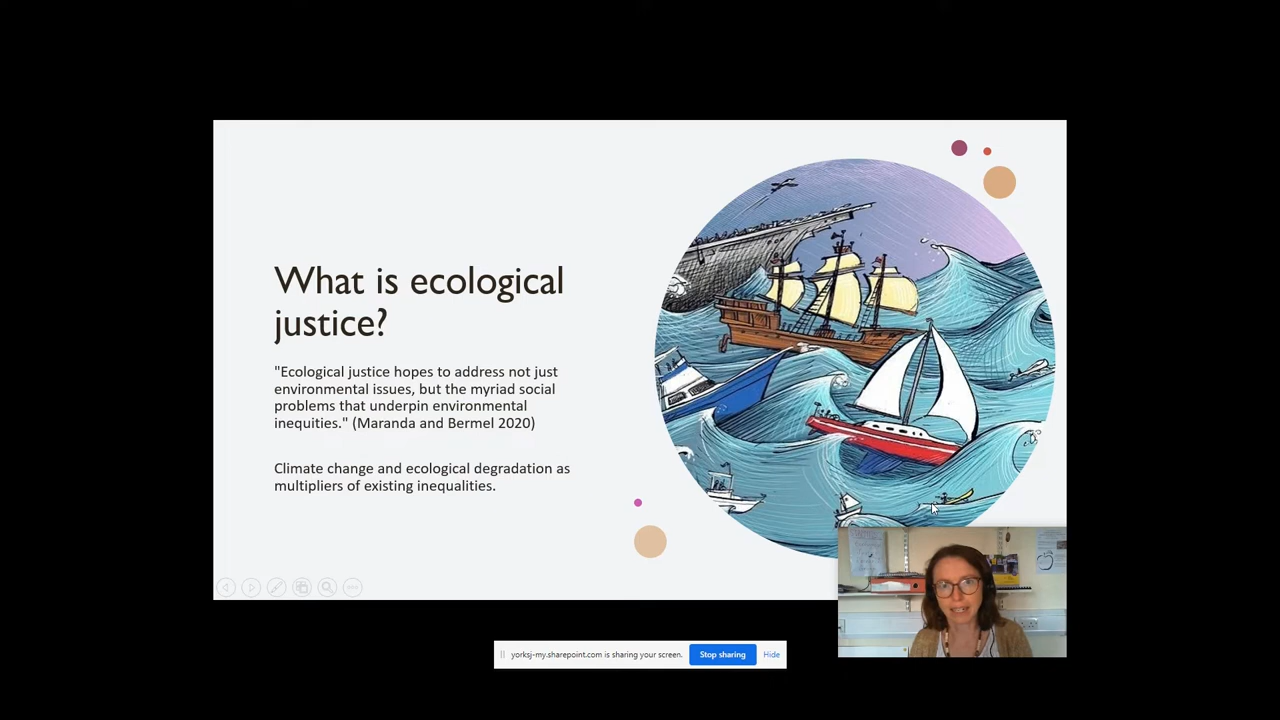 What is ecological
justice?
"Ecological justice hopes to address not just
environmental issues, but the myriad social
problems that underpin environmental
inequities." (Maranda and Bermel 2020)
Climate change and ecological degradation as
multipliers of existing inequalities.
yorksj-my.sharepoint.com is sharing your screen.
Stop sharing
Hide